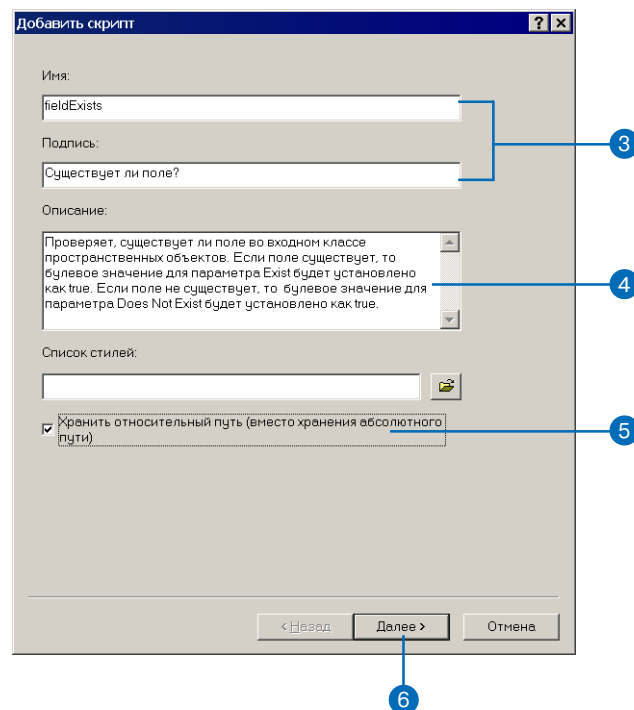 Добавить скрипт
? ×
Имя:
fieldExists
3
Подпись:
Существует ли поле?
Описание:
Проверяет, существует ли поле во входном классе
пространственных объектов. Если поле существует, то
булевое значение для параметра Exist будет установлено
как true. Если поле не существует, то булевое значение для
параметра Does Not Exist будет установлено как true.
4
Список стилей:
Хранить относительный путь (вместо хранения абсолютного
пути)
5
< Назад
Далее >
Отмена
6